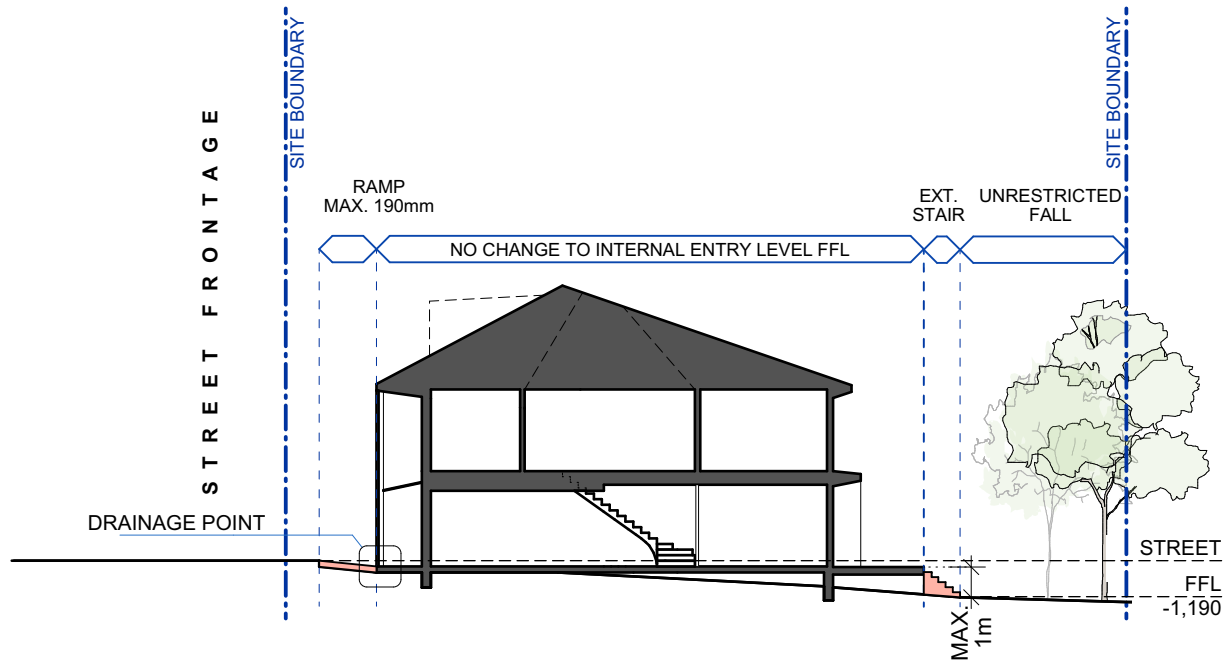 STREET FRONTAGE
SITE BOUNDARY
SITE BOUNDARY
RAMP
MAX. 190mm
EXT.
STAIR
UNRESTRICTED
FALL
NO CHANGE TO INTERNAL ENTRY LEVEL FFL
DRAINAGE POINT
STREET
FFL
-1,190
MAX.
1m